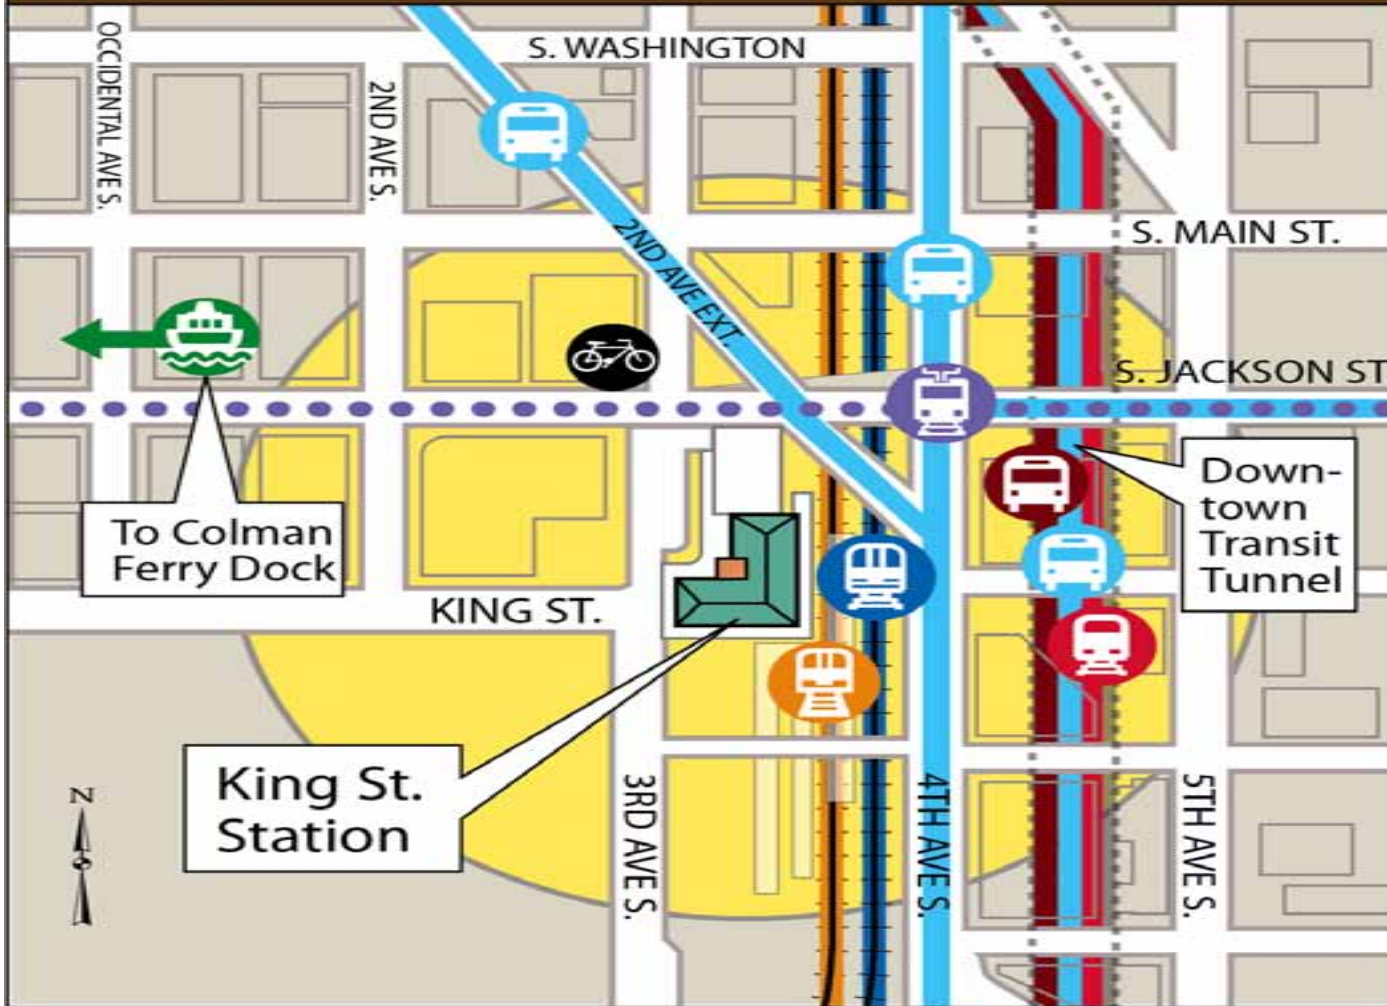 S. WASHINGTON
OCCIDENTAL AVE S.
2ND AVE S.
2ND AVE EXT.
S. MAIN ST.
S. JACKSON ST
Down-
town
Transit
Tunnel
To Colman
Ferry Dock
KING ST.
King St.
Station
N
3RD AVE S.
4TH AVE S.
5TH AVE S.